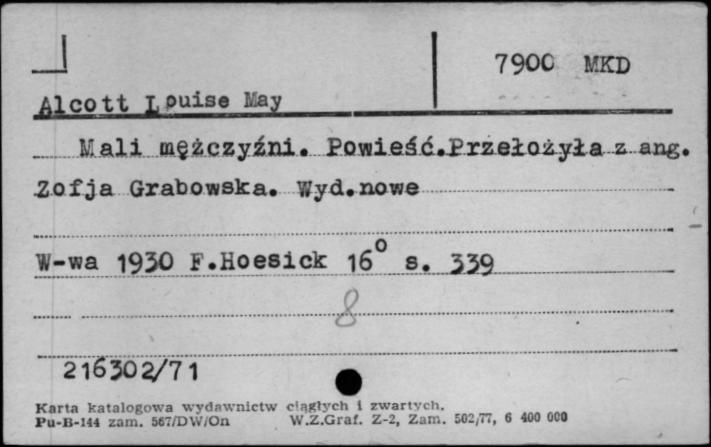 7900 MKD
Alcott Louise May
Mali mężczyźni. Powieść.Przełożyła z ang.
Zofja Grabowska. Wyd.nowe
W-wa 1930 F.Hoesick 16° s. 339
8
216302/71
Karta katalogowa wydawnictw ciągłych i zwartych.
Pu-B-144 zam. 567/DW/On W.Z.Graf. Z-2, Zam. 502/77, 6 400 000